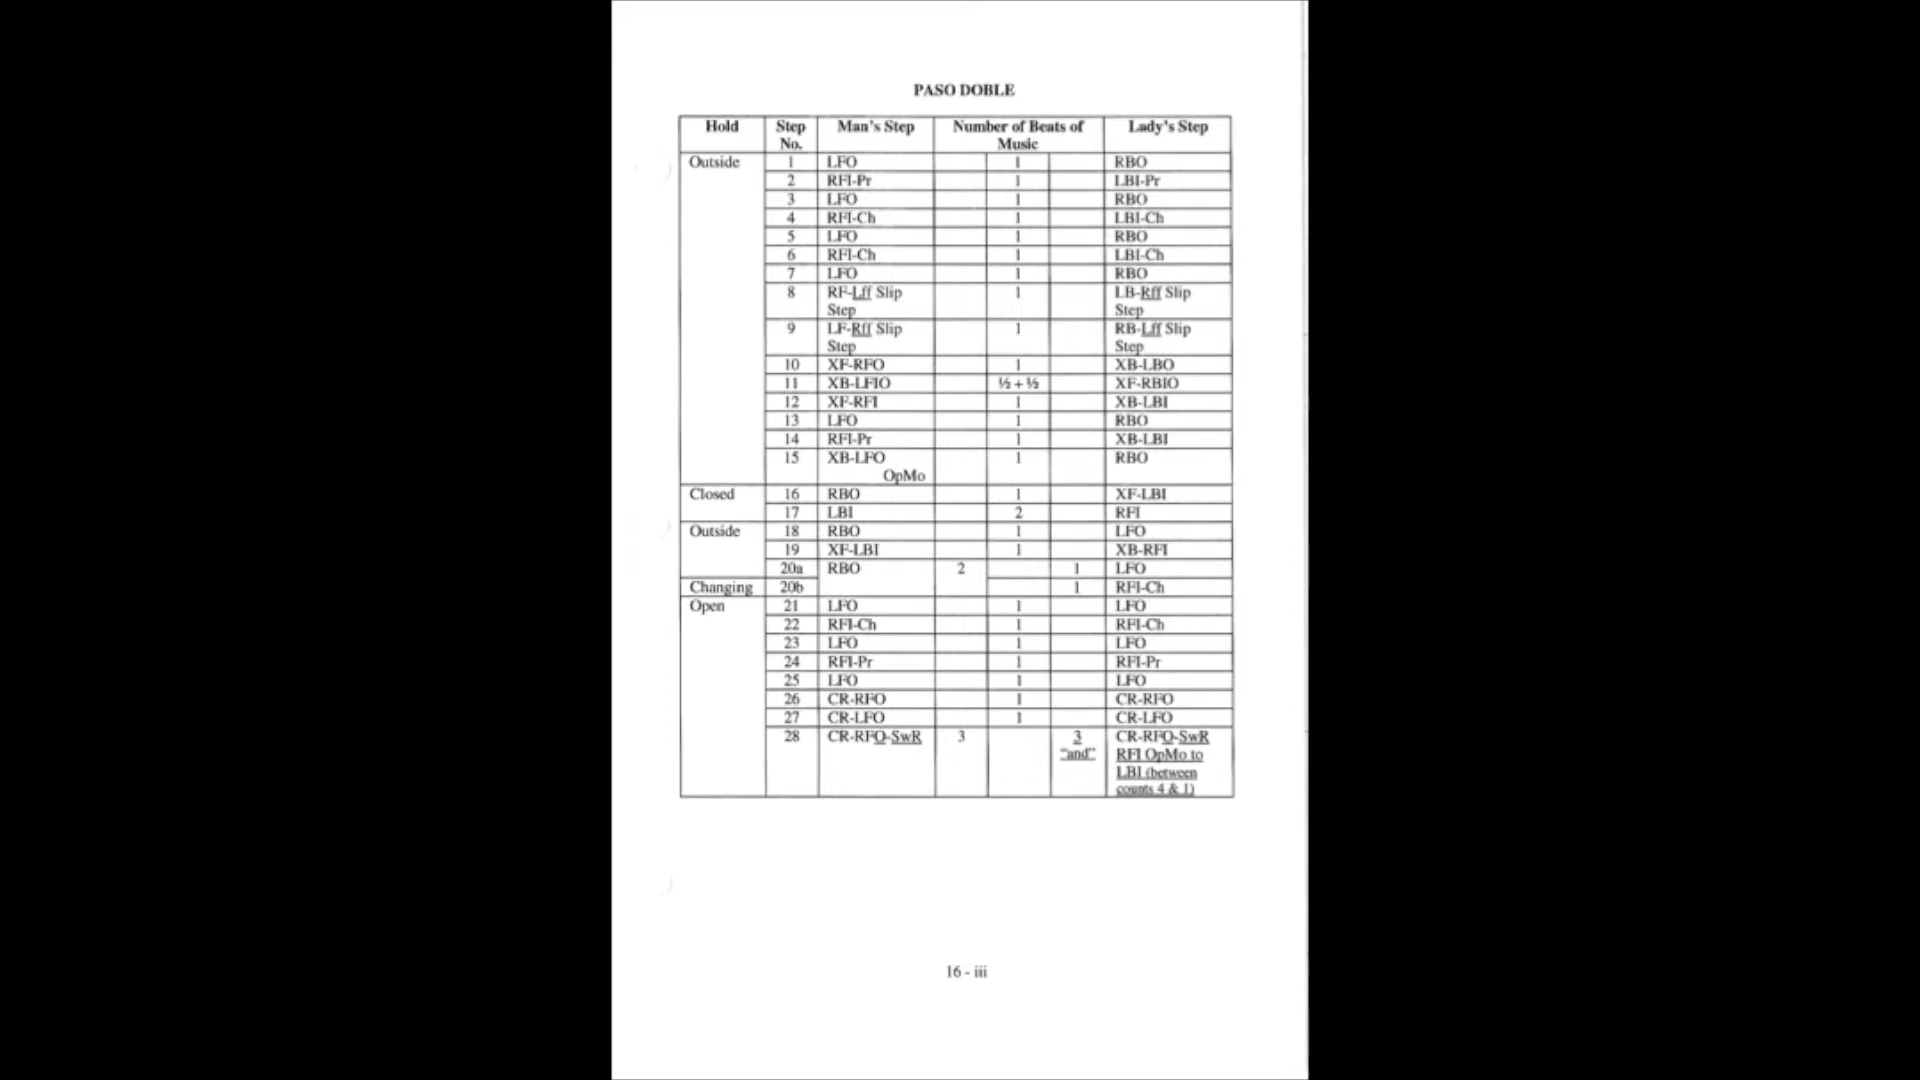 PASO DOBLE
Hold Step No. Man's Step Number of Beats of Music Lady's Step
Outside 1 LFO 1 RBO
2 RFI-Pr 1 LBI-Pr
3 LFO 1 RBO
4 RFI-Ch 1 LBI-Ch
5 LFO 1 RBO
6 RFI-Ch 1 LBI-Ch
7 LFO 1 RBO
8 RF-Lff Slip Step 1 LB-Rff Slip Step
9 LF-Rff Slip Step 1 RB-Lff Slip Step
10 XF-RFO 1 XB-LBO
11 XB-LFIO ½ + ½ XF-RBIO
12 XF-RFI 1 XB-LBI
13 LFO 1 RBO
14 RFI-Pr 1 XB-LBI
15 XB-LFO OpMo 1 RBO
Closed 16 RBO 1 XF-LBI
17 LBI 2 RFI
Outside 18 RBO 1 LFO
19 XF-LBI 1 XB-RFI
20a RBO 2 1 LFO
Changing 20b 1 RFI-Ch
Open 21 LFO 1 LFO
22 RFI-Ch 1 RFI-Ch
23 LFO 1 LFO
24 RFI-Pr 1 RFI-Pr
25 LFO 1 LFO
26 CR-RFO 1 CR-RFO
27 CR-LFO 1 CR-LFO
28 CR-RFO-SwR 3 3 "and" CR-RFO-SwR
RFI OpMo to
LBI (between
counts 4 & 1)
16 - iii